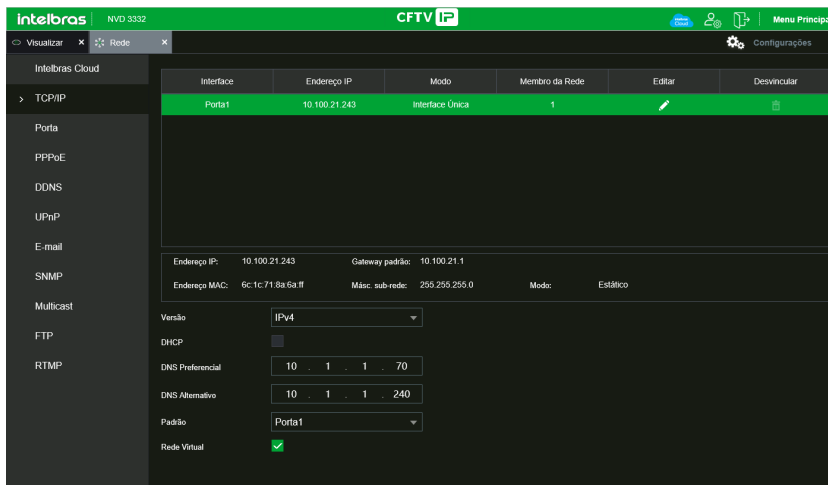 intelbras NVD 3332 CFTV IP Menu Principa
Visualizar × Rede × Configurações
Intelbras Cloud
TCP/IP
Porta
PPPoE
DDNS
UPnP
E-mail
SNMP
Multicast
FTP
RTMP
Interface Endereço IP Modo Membro da Rede Editar Desvincular
Porta1 10.100.21.243 Interface Única 1
Endereço IP: 10.100.21.243 Gateway padrão: 10.100.21.1
Endereço MAC: 6c:1c:71:8a:6a:ff Másc. sub-rede: 255.255.255.0 Modo: Estático
Versão IPv4
DHCP
DNS Preferencial 10 . 1 . 1 . 70
DNS Alternativo 10 . 1 . 1 . 240
Padrão Porta1
Rede Virtual